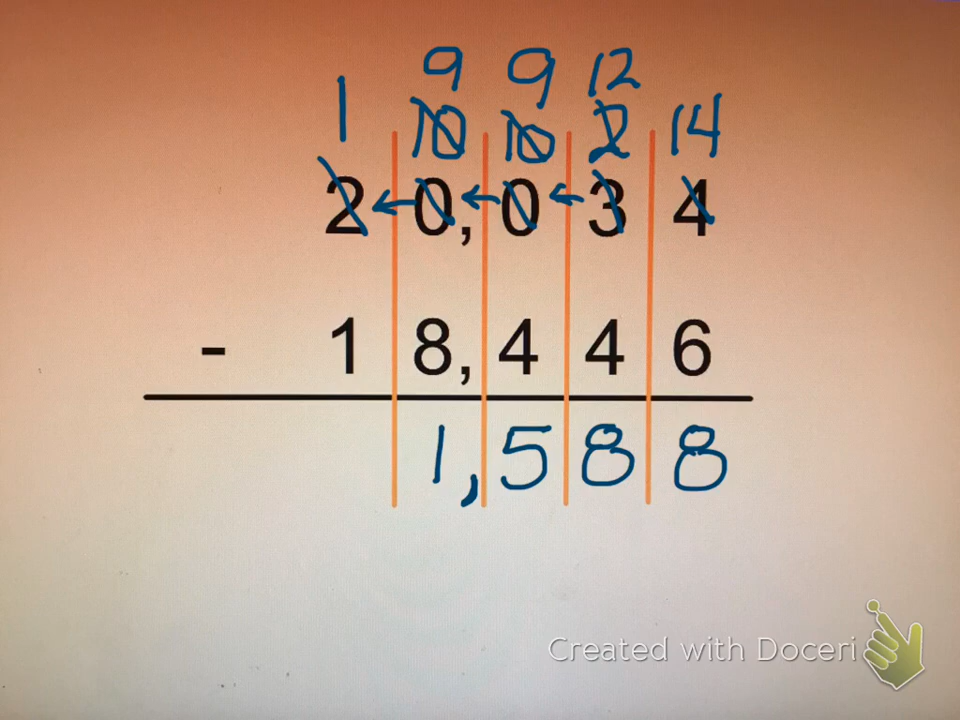 9 9 12
1 10 10 2 14
2 0, 0 3 4
- 1 8, 4 4 6
1, 5 8 8
Created with Doceri